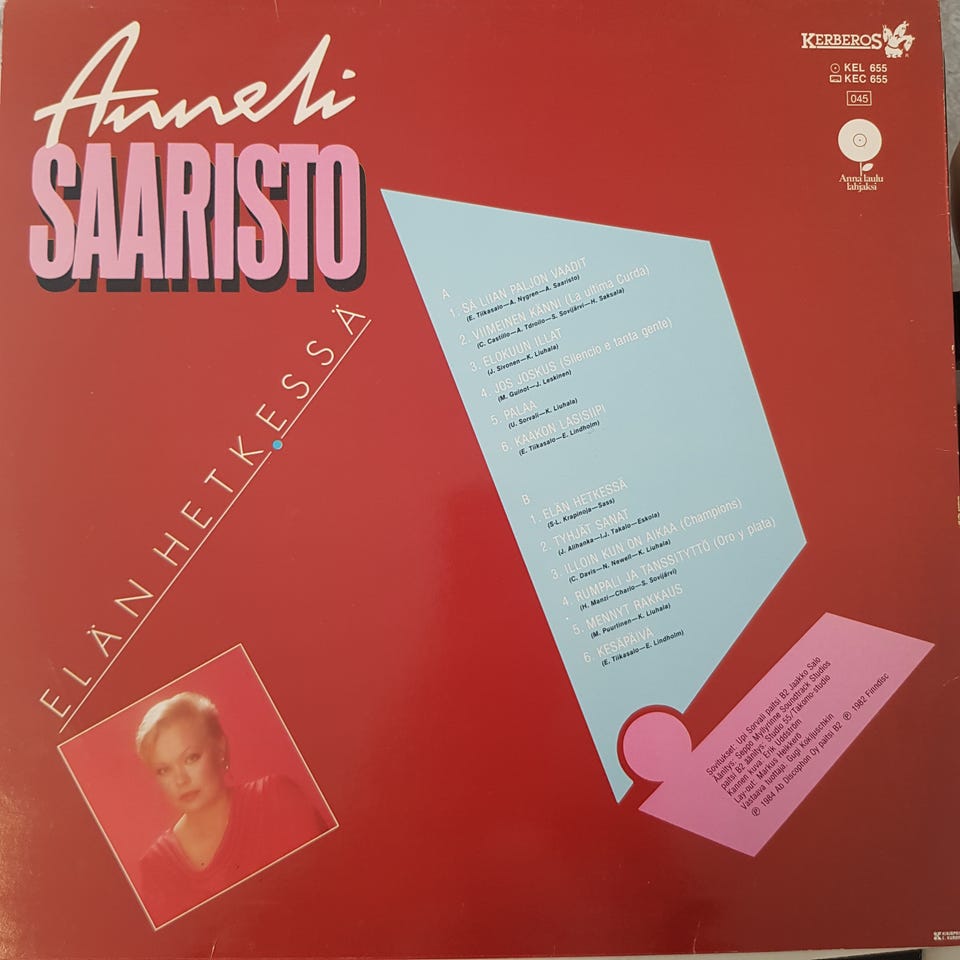 Anneli
SAARISTO
KERBEROS
KEL 655
KEC 655
045
Anna laulu
lahjaksi
ELÄN HETKESSÄ
A
1. SÄ LIIAN PALJON VAADIT
(E. Tiikasalo—A. Nygren—A. Saaristo)
2. VIIMEINEN KÄNNI (La ultima Curda)
(C. Castillo—A. Tdroilo—S. Sovijärvi—H. Saksala)
3. ELOKUUN ILLAT
(J. Sivonen—K. Liuhala)
4. JOS JOSKUS (Silencio e tanta gente)
(M. Guinot—J. Leskinen)
5. PALAA
(U. Sorvali—K. Liuhala)
6. KAAKON LASISIIPI
(E. Tiikasalo—E. Lindholm)
B
1. ELÄN HETKESSÄ
(S-L. Krapinoja—Sass)
2. TYHJÄT SANAT
(J. Alihanka—I.J. Takalo—Eskola)
3. ILLOIN KUN ON AIKAA (Champions)
(C. Davis—N. Newell—K. Liuhala)
4. RUMPALI JA TANSSITYTTÖ (Oro y plata)
(H. Manzi—Charlo—S. Sovijärvi)
5. MENNYT RAKKAUS
(M. Puurtinen—K. Liuhala)
6. KESÄPÄIVÄ
(E. Tiikasalo—E. Lindholm)
Sovitukset: Upi Sorvali paitsi B2 Jaakko Salo
Äänitys: Seppo Myllyrinne Soundtrack Studios
paitsi B2 äänitys: Studio 55/Takomo-studio
Kannen kuva: Erik Uddström
Lay-out: Markus Heikkerö
Vastaava tuottaja: Gugi Kokljuschkin
℗ 1984 Ab Discophon Oy paitsi B2 ℗ 1982 Finndisc